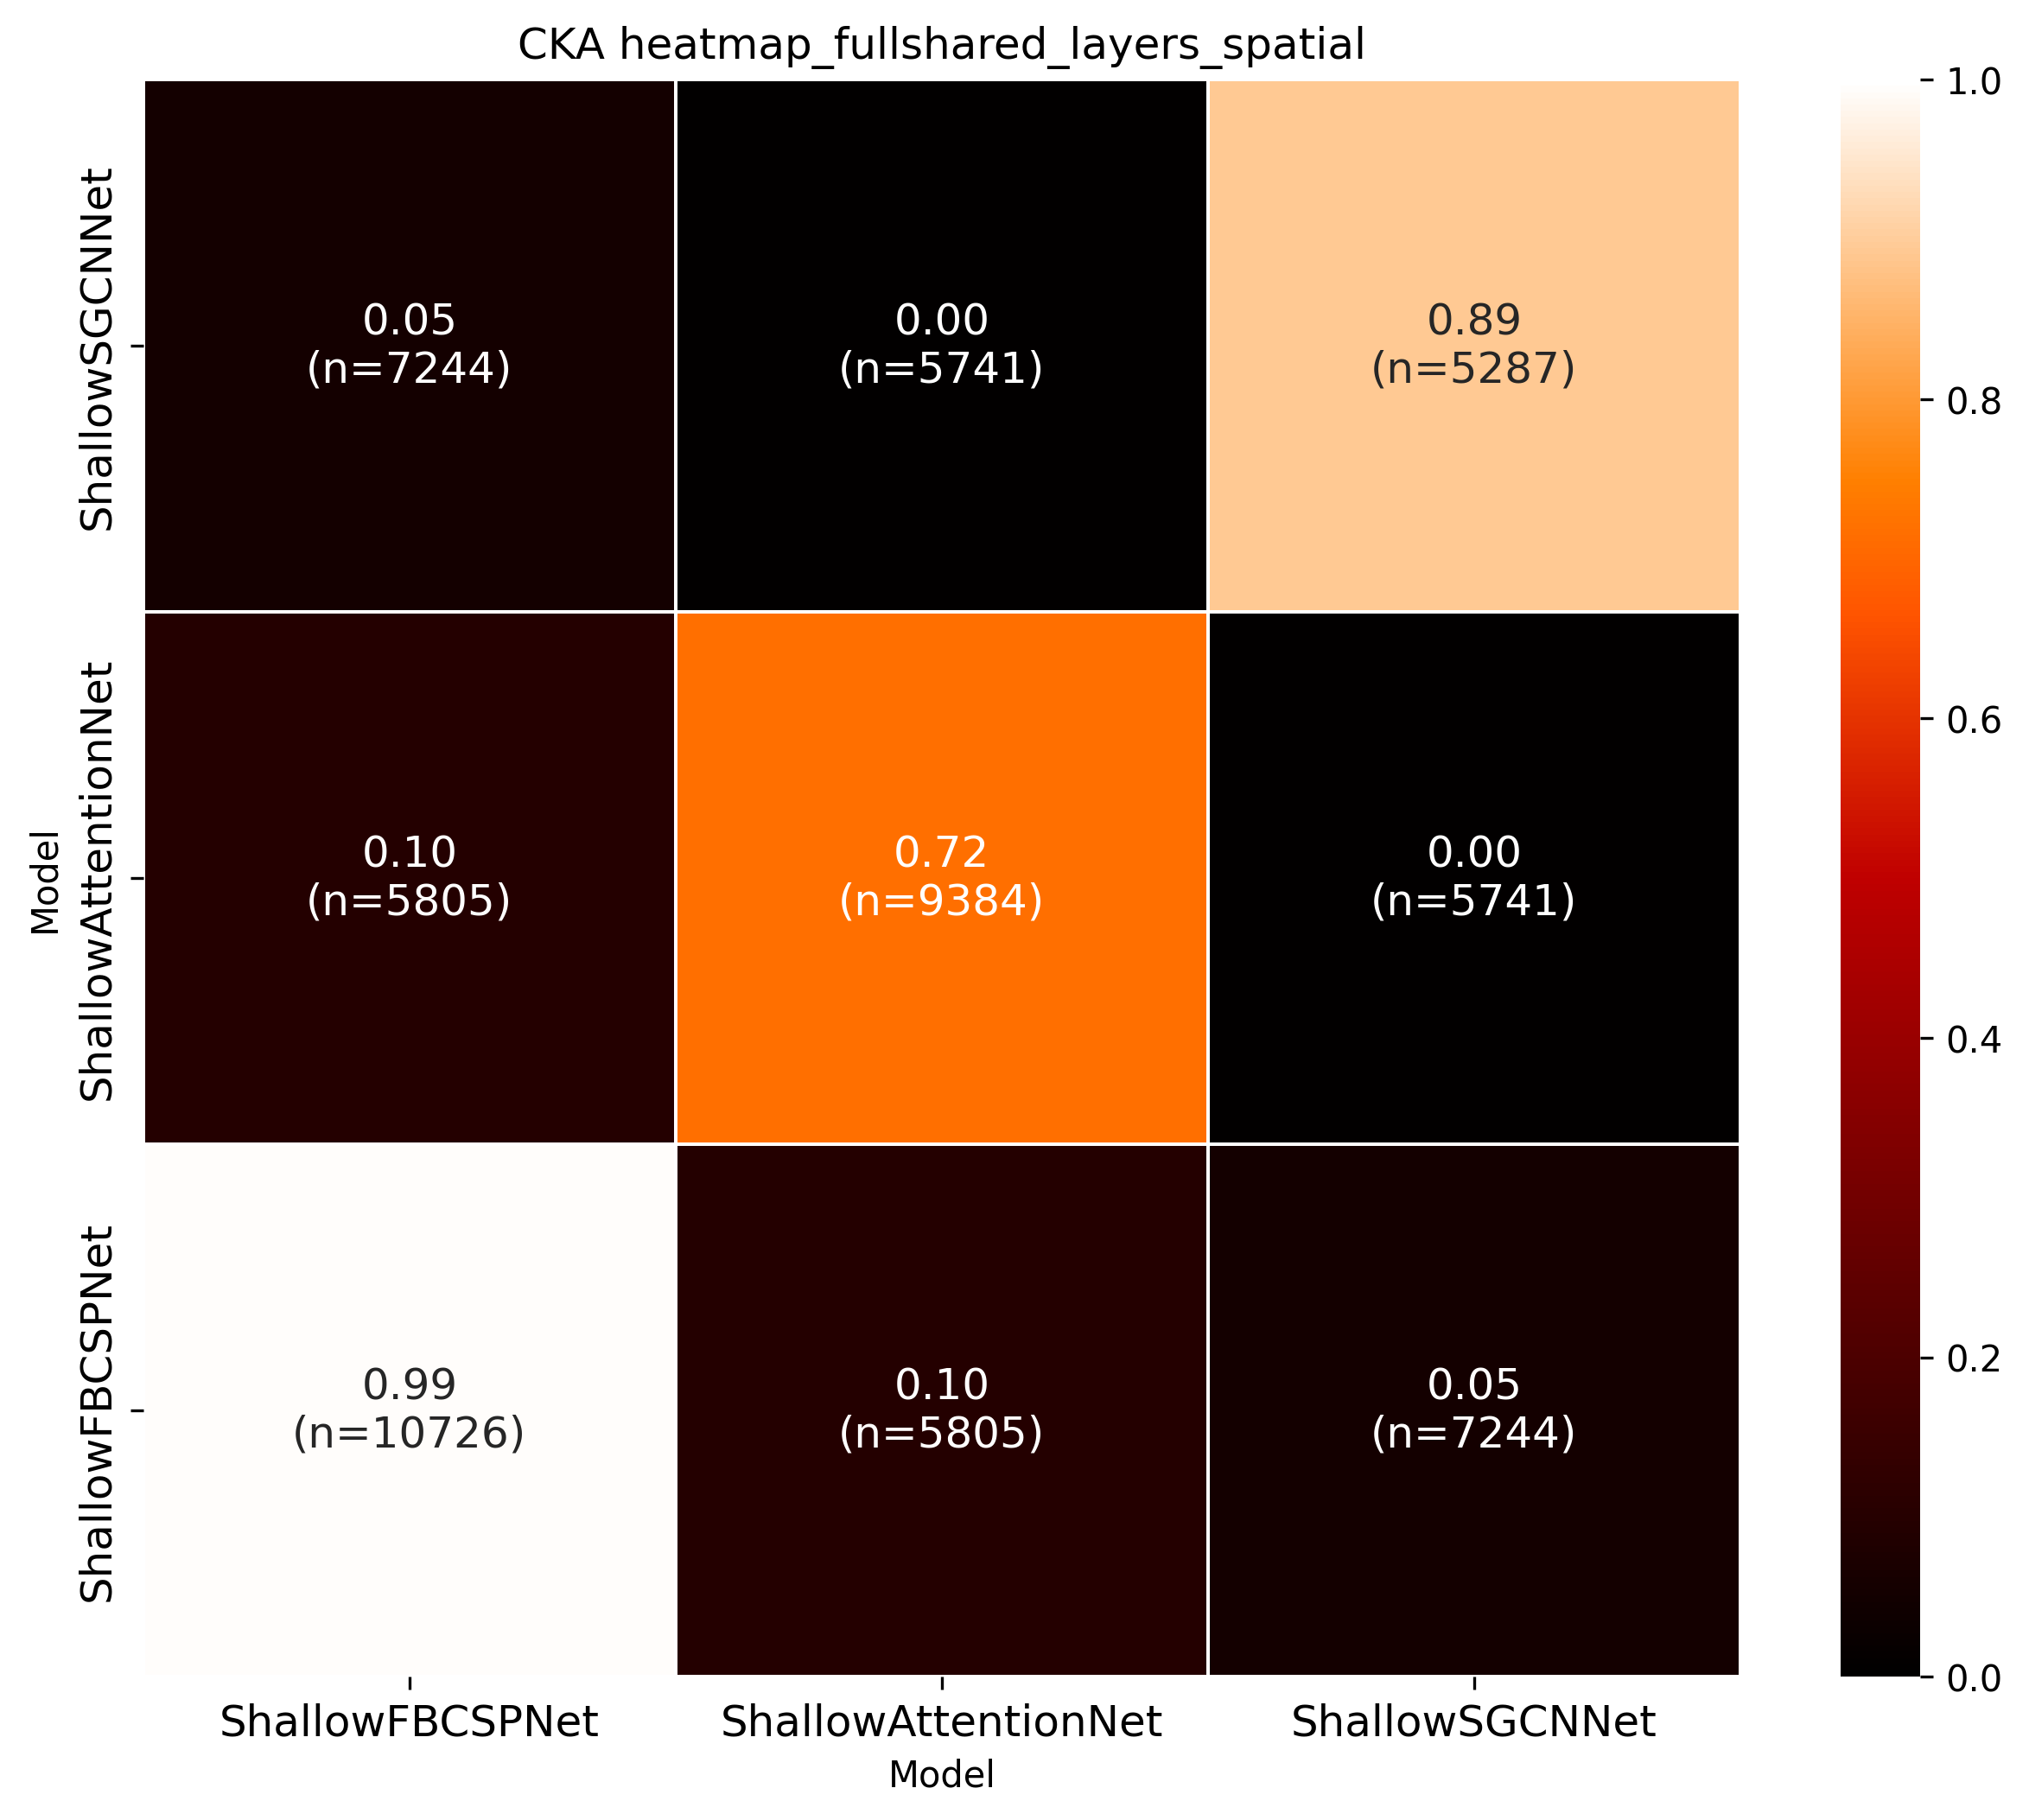 CKA heatmap_fullshared_layers_spatial
Model
ShallowSGCNNet
0.05
(n=7244)
0.00
(n=5741)
0.89
(n=5287)
ShallowAttentionNet
0.10
(n=5805)
0.72
(n=9384)
0.00
(n=5741)
ShallowFBCSPNet
0.99
(n=10726)
0.10
(n=5805)
0.05
(n=7244)
ShallowFBCSPNet
ShallowAttentionNet
ShallowSGCNNet
Model
1.0
0.8
0.6
0.4
0.2
0.0